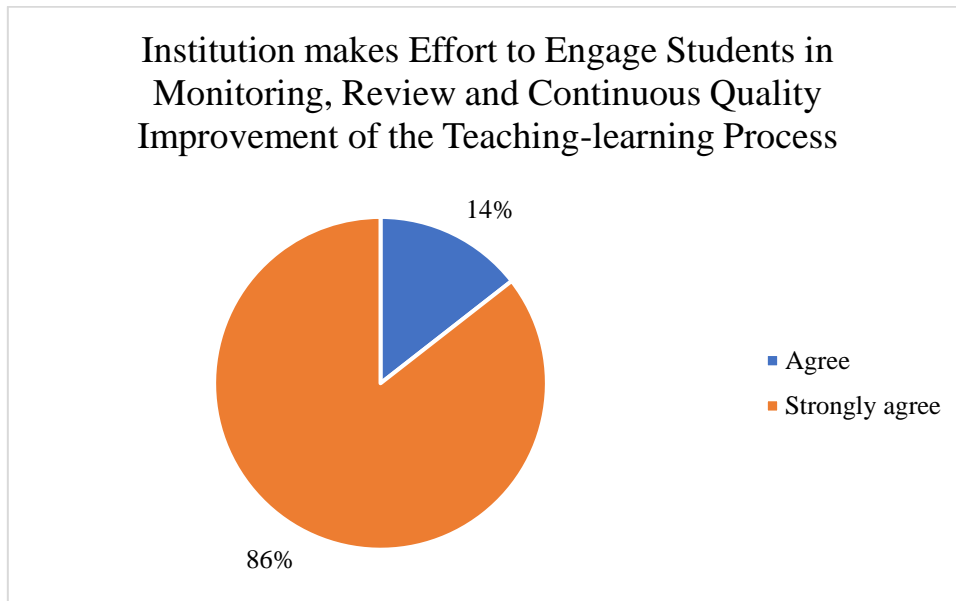 Institution makes Effort to Engage Students in
Monitoring, Review and Continuous Quality
Improvement of the Teaching-learning Process
14%
Agree
Strongly agree
86%